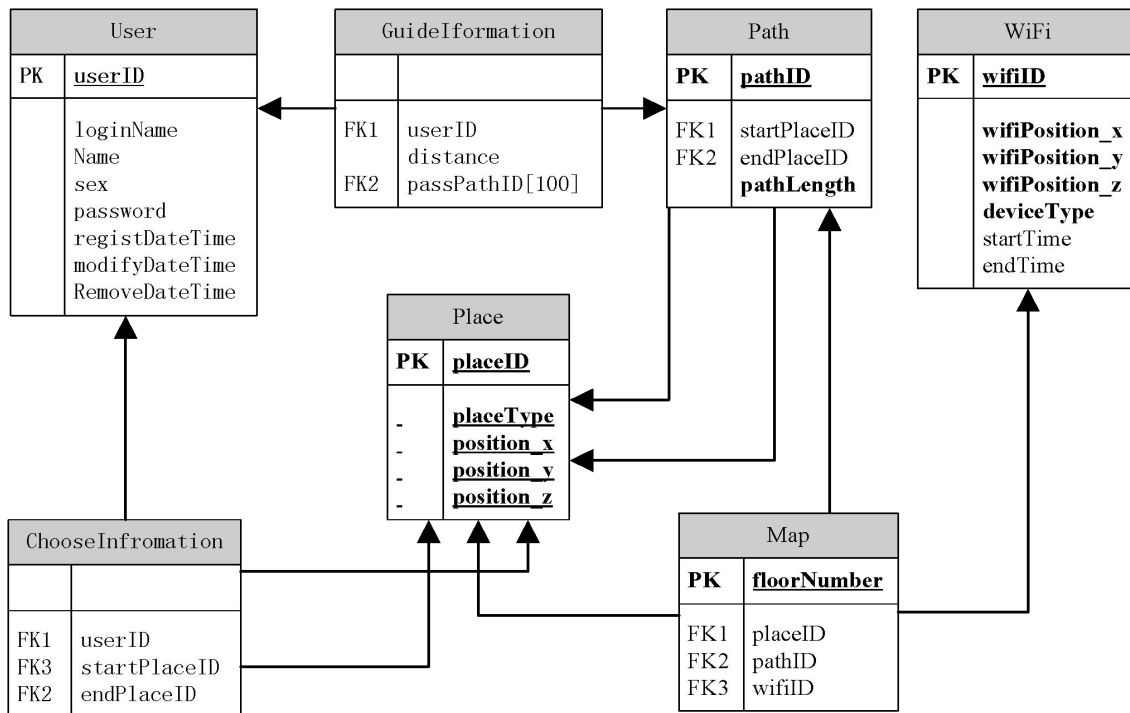 User
PK userID
loginName
Name
sex
password
registDateTime
modifyDateTime
RemoveDateTime
GuideIformation
FK1 userID
distance
FK2 passPathID[100]
Path
PK pathID
FK1 startPlaceID
FK2 endPlaceID
pathLength
WiFi
PK wifiID
wifiPosition_x
wifiPosition_y
wifiPosition_z
deviceType
startTime
endTime
Place
PK placeID
- placeType
- position_x
- position_y
- position_z
ChooseInfromation
FK1 userID
FK3 startPlaceID
FK2 endPlaceID
Map
PK floorNumber
FK1 placeID
FK2 pathID
FK3 wifiID